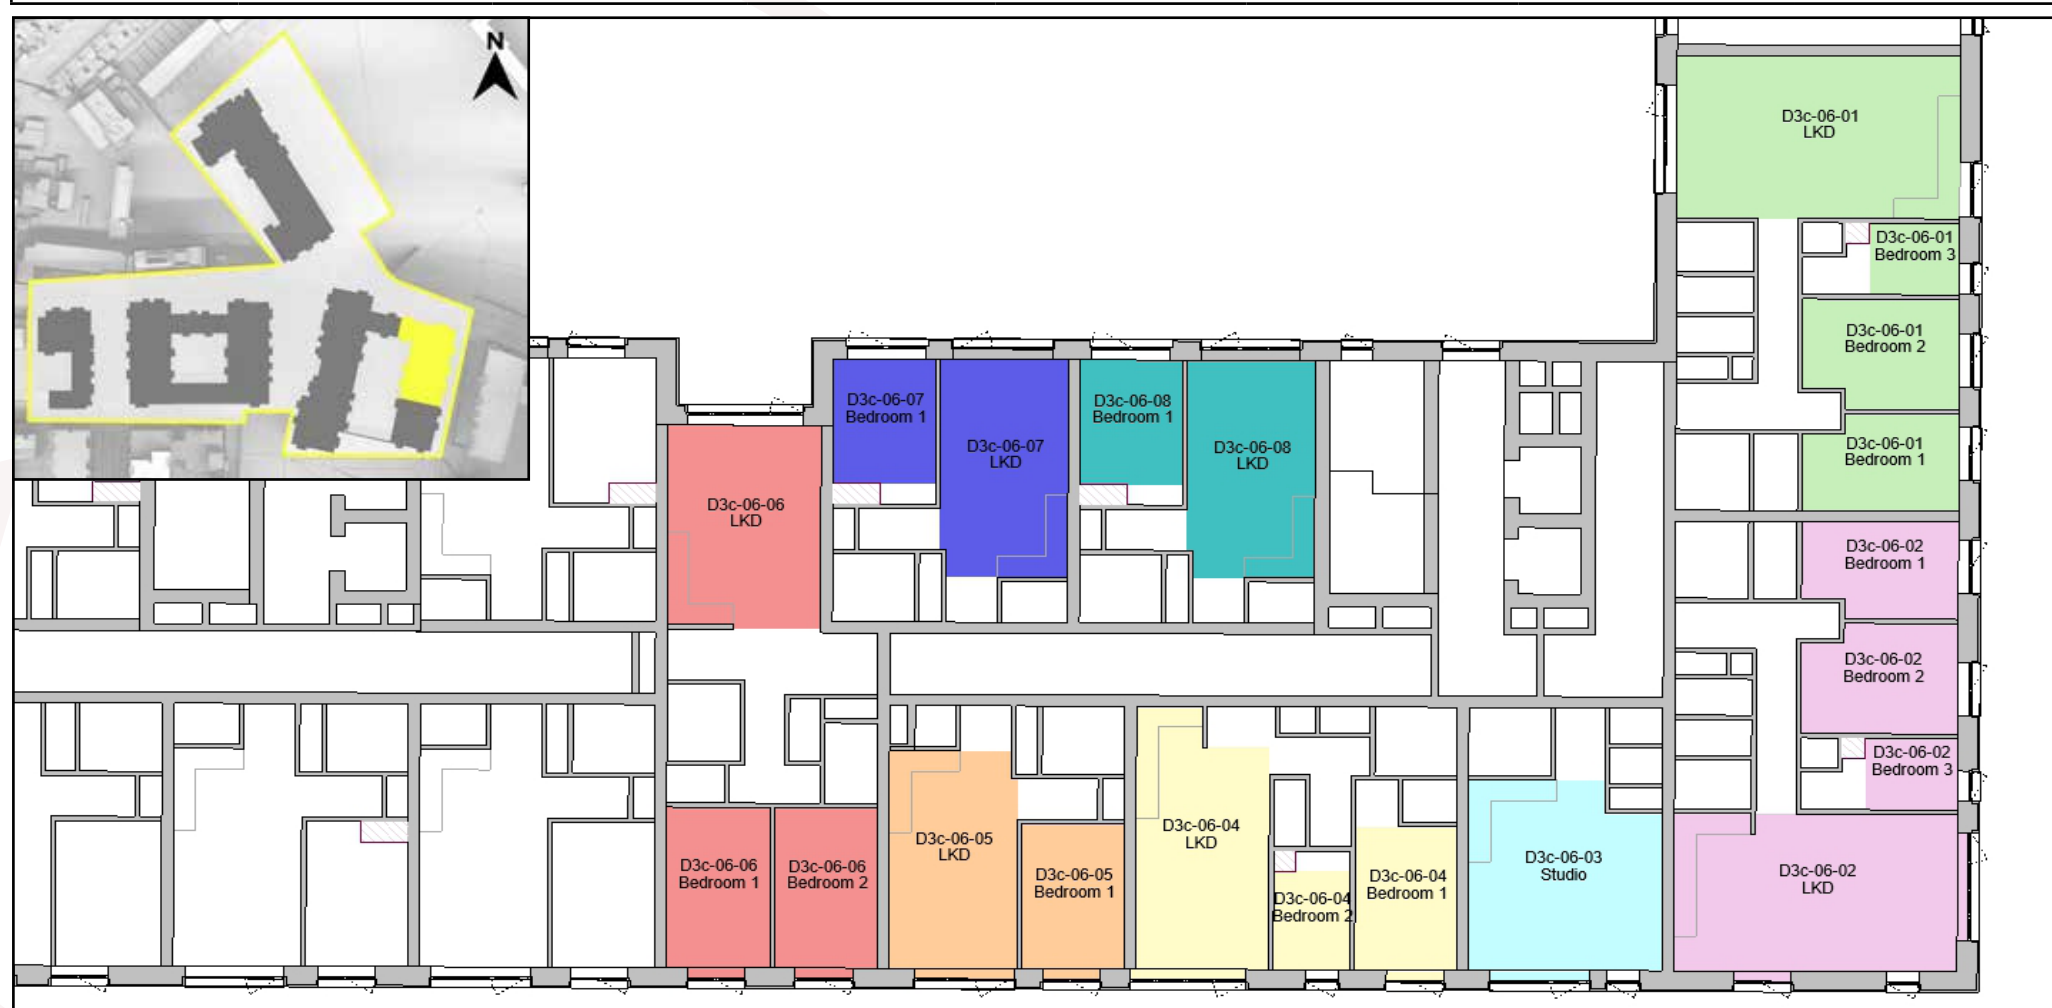 N
D3c-06-01
LKD
D3c-06-01
Bedroom 3
D3c-06-01
Bedroom 2
D3c-06-01
Bedroom 1
D3c-06-07
Bedroom 1
D3c-06-07
LKD
D3c-06-08
Bedroom 1
D3c-06-08
LKD
D3c-06-06
LKD
D3c-06-02
Bedroom 1
D3c-06-02
Bedroom 2
D3c-06-02
Bedroom 3
D3c-06-06
Bedroom 1
D3c-06-06
Bedroom 2
D3c-06-05
LKD
D3c-06-05
Bedroom 1
D3c-06-04
LKD
D3c-06-04
Bedroom 2
D3c-06-04
Bedroom 1
D3c-06-03
Studio
D3c-06-02
LKD